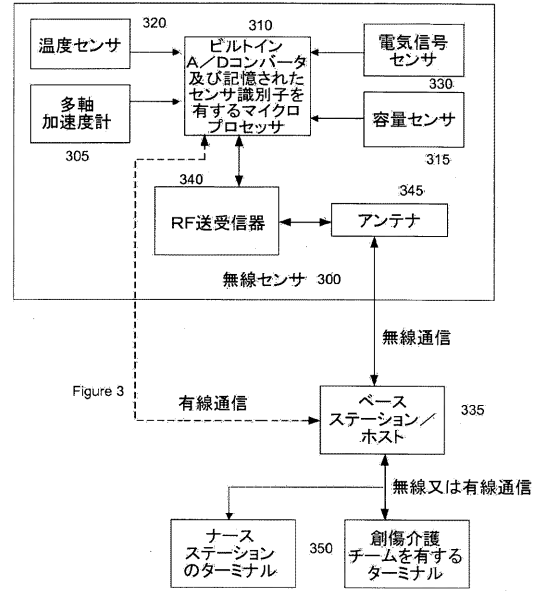 温度センサ
320
310
ビルトイン
A／Dコンバータ
及び記憶された
センサ識別子を
有するマイクロ
プロセッサ
電気信号
センサ
330
多軸
加速度計
305
容量センサ
315
340
RF送受信器
345
アンテナ
無線センサ 300
無線通信
Figure 3
有線通信
ベース
ステーション／
ホスト
335
無線又は有線通信
ナース
ステーション
のターミナル
350
創傷介護
チームを有する
ターミナル